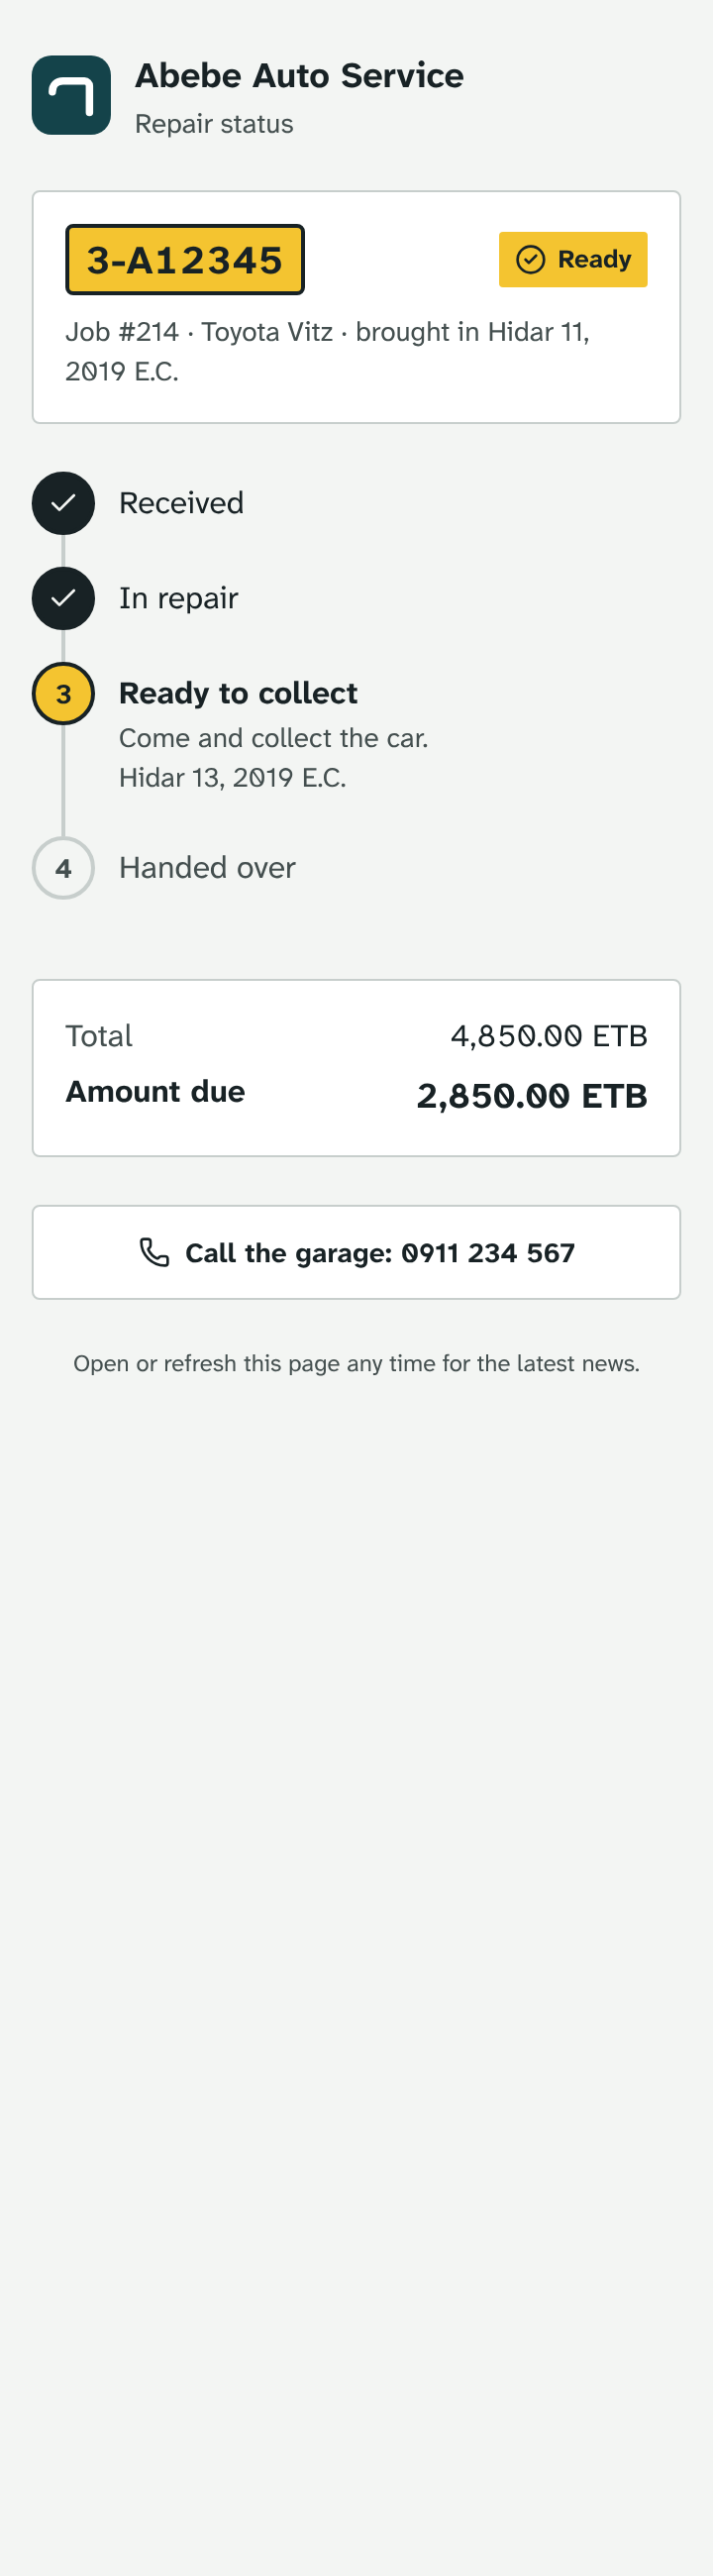 Abebe Auto Service
Repair status
3-A12345
Ready
Job #214 · Toyota Vitz · brought in Hidar 11,
2019 E.C.
Received
In repair
3
Ready to collect
Come and collect the car.
Hidar 13, 2019 E.C.
4
Handed over
Total
4,850.00 ETB
Amount due
2,850.00 ETB
Call the garage: 0911 234 567
Open or refresh this page any time for the latest news.